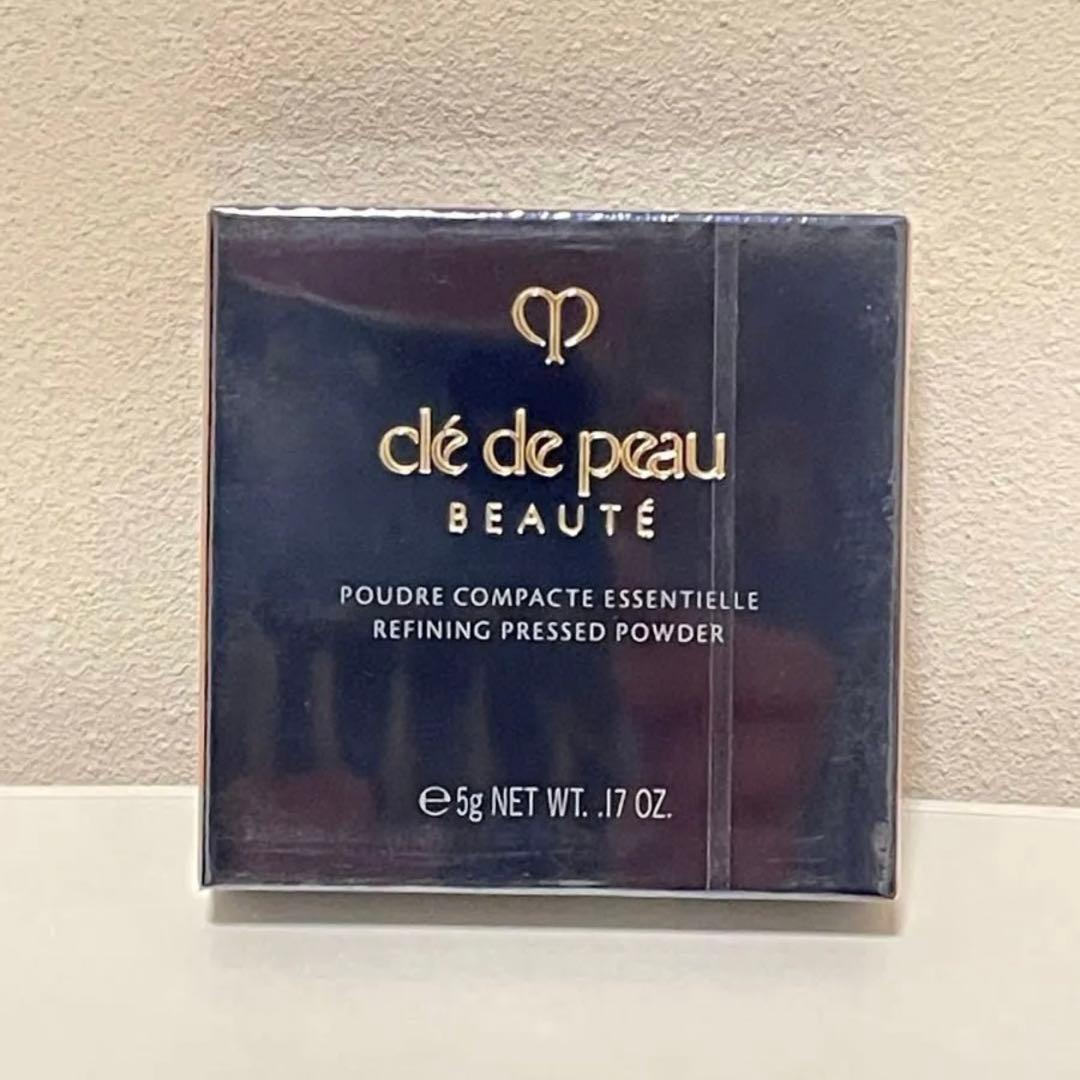 clé de peau
BEAUTÉ
POUDRE COMPACTE ESSENTIELLE
REFINING PRESSED POWDER
℮ 5g NET WT. .17 OZ.